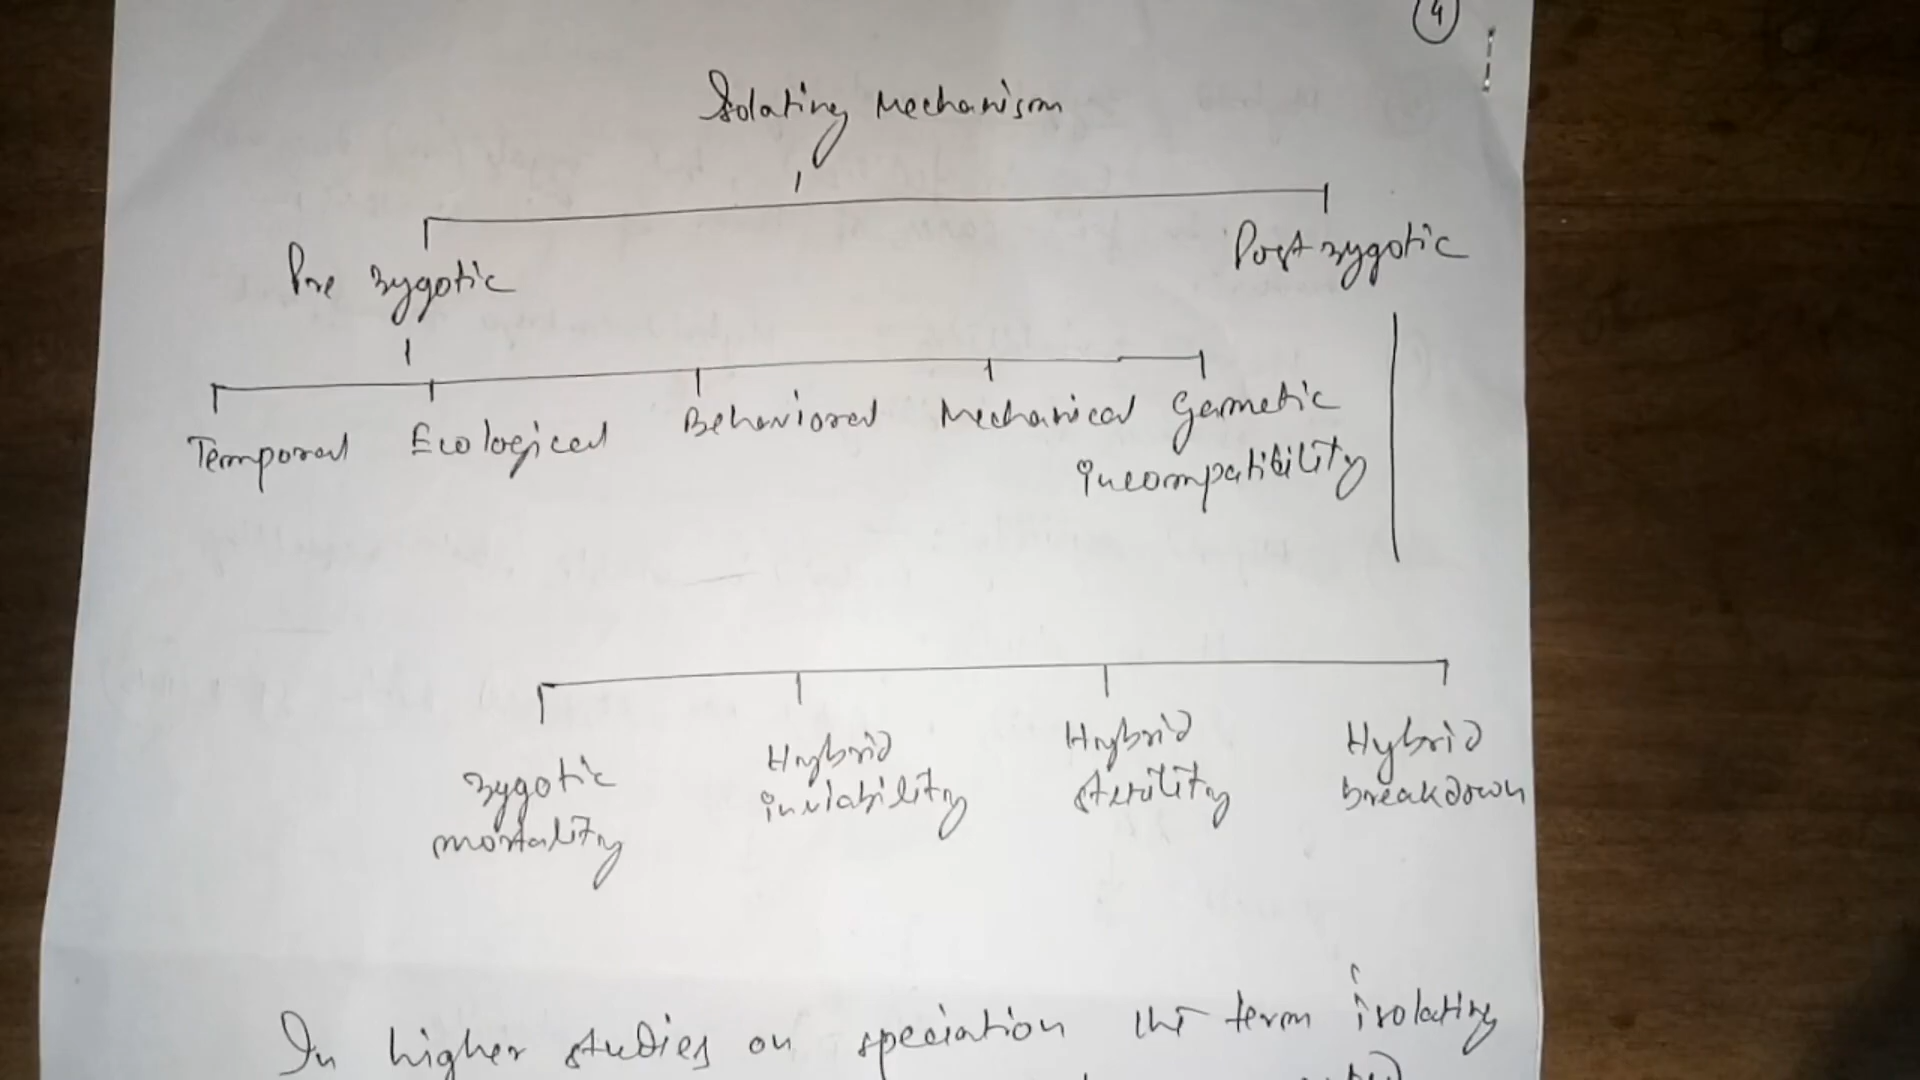 4
Isolating Mechanism
Pre zygotic
Post zygotic
Temporal Ecological Behavioral Mechanical Gametic
incompatibility
zygotic
mortality
Hybrid
inviability
Hybrid
sterility
Hybrid
breakdown
In higher studies on speciation the term isolating